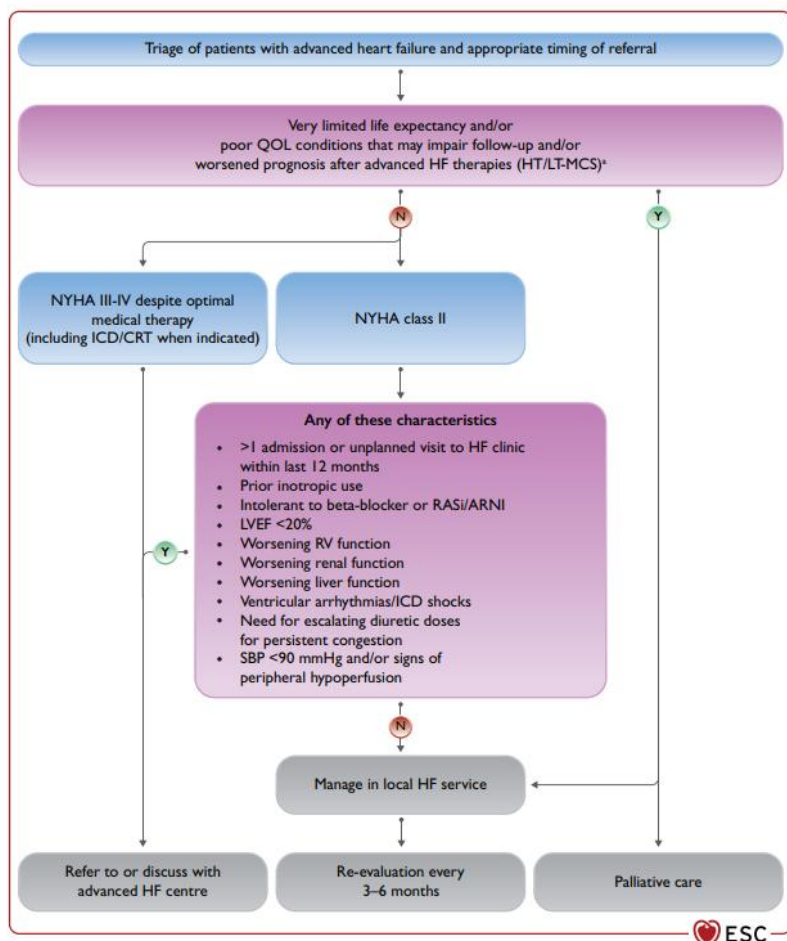 Triage of patients with advanced heart failure and appropriate timing of referral
Very limited life expectancy and/or
poor QOL conditions that may impair follow-up and/or
worsened prognosis after advanced HF therapies (HT/LT-MCS)ᵃ
N
Y
NYHA III-IV despite optimal
medical therapy
(including ICD/CRT when indicated)
NYHA class II
Any of these characteristics
• >1 admission or unplanned visit to HF clinic
within last 12 months
• Prior inotropic use
• Intolerant to beta-blocker or RASi/ARNI
• LVEF <20%
• Worsening RV function
• Worsening renal function
• Worsening liver function
• Ventricular arrhythmias/ICD shocks
• Need for escalating diuretic doses
for persistent congestion
• SBP <90 mmHg and/or signs of
peripheral hypoperfusion
Y
N
Manage in local HF service
Refer to or discuss with
advanced HF centre
Re-evaluation every
3–6 months
Palliative care
ESC